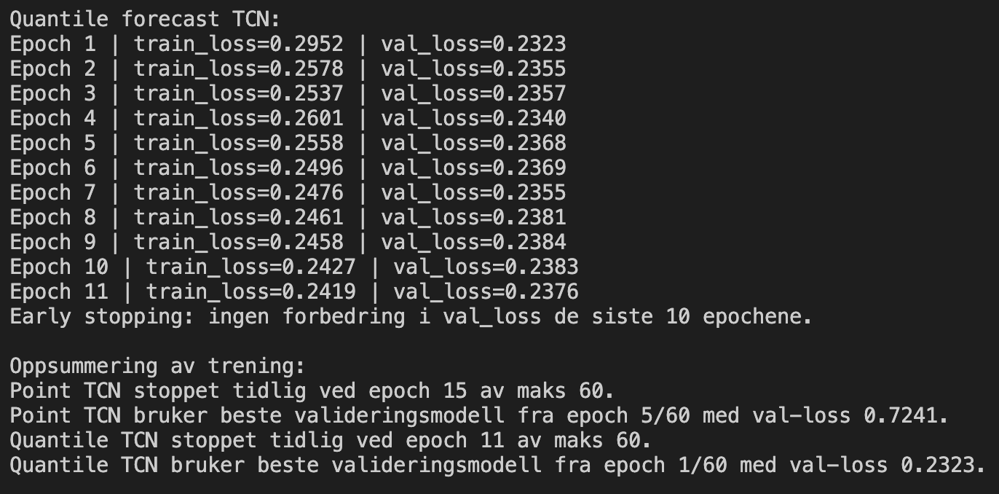 Quantile forecast TCN:
Epoch 1 | train_loss=0.2952 | val_loss=0.2323
Epoch 2 | train_loss=0.2578 | val_loss=0.2355
Epoch 3 | train_loss=0.2537 | val_loss=0.2357
Epoch 4 | train_loss=0.2601 | val_loss=0.2340
Epoch 5 | train_loss=0.2558 | val_loss=0.2368
Epoch 6 | train_loss=0.2496 | val_loss=0.2369
Epoch 7 | train_loss=0.2476 | val_loss=0.2355
Epoch 8 | train_loss=0.2461 | val_loss=0.2381
Epoch 9 | train_loss=0.2458 | val_loss=0.2384
Epoch 10 | train_loss=0.2427 | val_loss=0.2383
Epoch 11 | train_loss=0.2419 | val_loss=0.2376
Early stopping: ingen forbedring i val_loss de siste 10 epochene.
Oppsummering av trening:
Point TCN stoppet tidlig ved epoch 15 av maks 60.
Point TCN bruker beste valideringsmodell fra epoch 5/60 med val-loss 0.7241.
Quantile TCN stoppet tidlig ved epoch 11 av maks 60.
Quantile TCN bruker beste valideringsmodell fra epoch 1/60 med val-loss 0.2323.